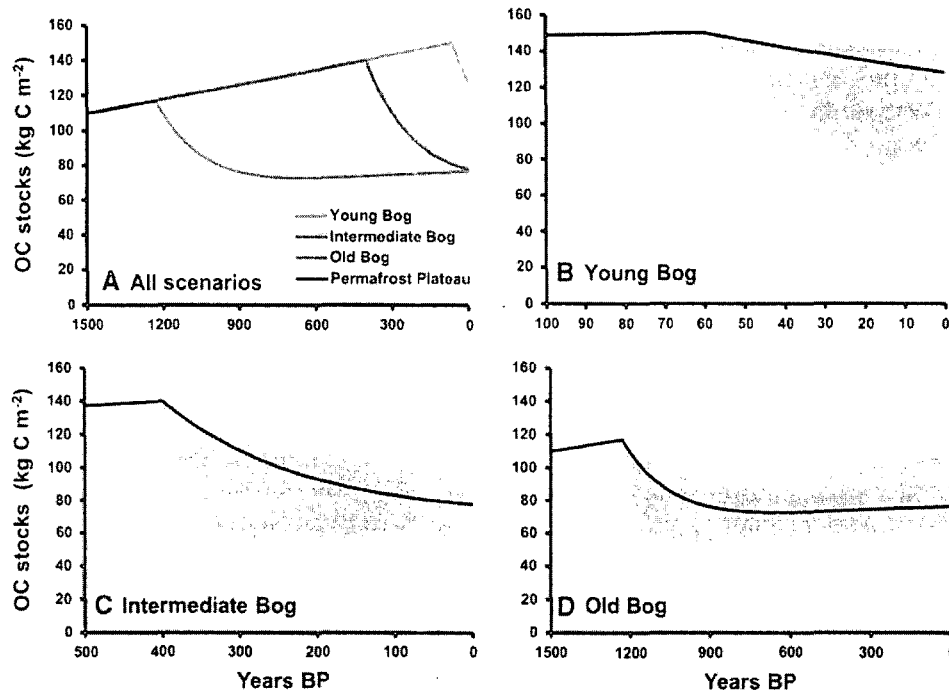 OC stocks (kg C m⁻²)
160
140
120
100
80
60
40
20
0
1500 1200 900 600 300 0
Young Bog
Intermediate Bog
Old Bog
Permafrost Plateau
A All scenarios
160
140
120
100
80
60
40
20
0
100 90 80 70 60 50 40 30 20 10 0
B Young Bog
OC stocks (kg C m⁻²)
160
140
120
100
80
60
40
20
0
500 400 300 200 100 0
C Intermediate Bog
Years BP
160
140
120
100
80
60
40
20
0
1500 1200 900 600 300
D Old Bog
Years BP